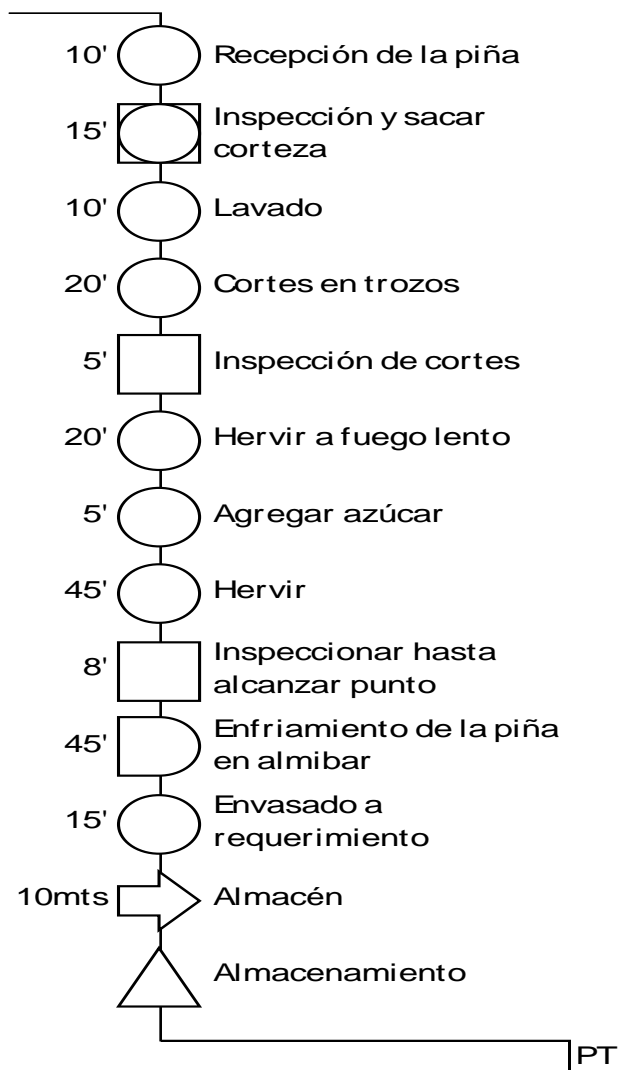 10' Recepción de la piña
15' Inspección y sacar
corteza
10' Lavado
20' Cortes en trozos
5' Inspección de cortes
20' Hervir a fuego lento
5' Agregar azúcar
45' Hervir
8' Inspeccionar hasta
alcanzar punto
45' Enfriamiento de la piña
en almibar
15' Envasado a
requerimiento
10mts Almacén
Almacenamiento
PT